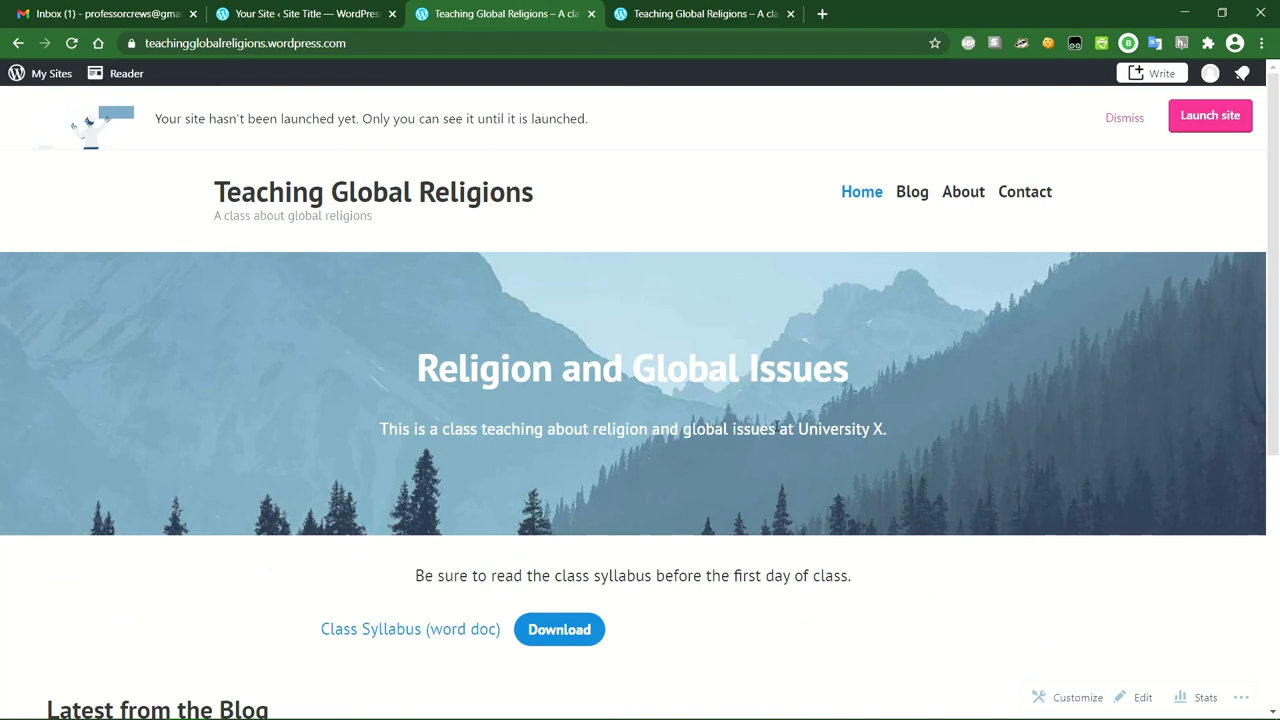 Inbox (1) - professorcrews@gma
Your Site ‹ Site Title — WordPres
Teaching Global Religions – A cla
Teaching Global Religions – A cla
teachingglobalreligions.wordpress.com
My Sites
Reader
Write
Your site hasn't been launched yet. Only you can see it until it is launched.
Dismiss
Launch site
Teaching Global Religions
A class about global religions
Home Blog About Contact
Religion and Global Issues
This is a class teaching about religion and global issues at University X.
Be sure to read the class syllabus before the first day of class.
Class Syllabus (word doc)
Download
Latest from the Blog
Customize
Edit
Stats